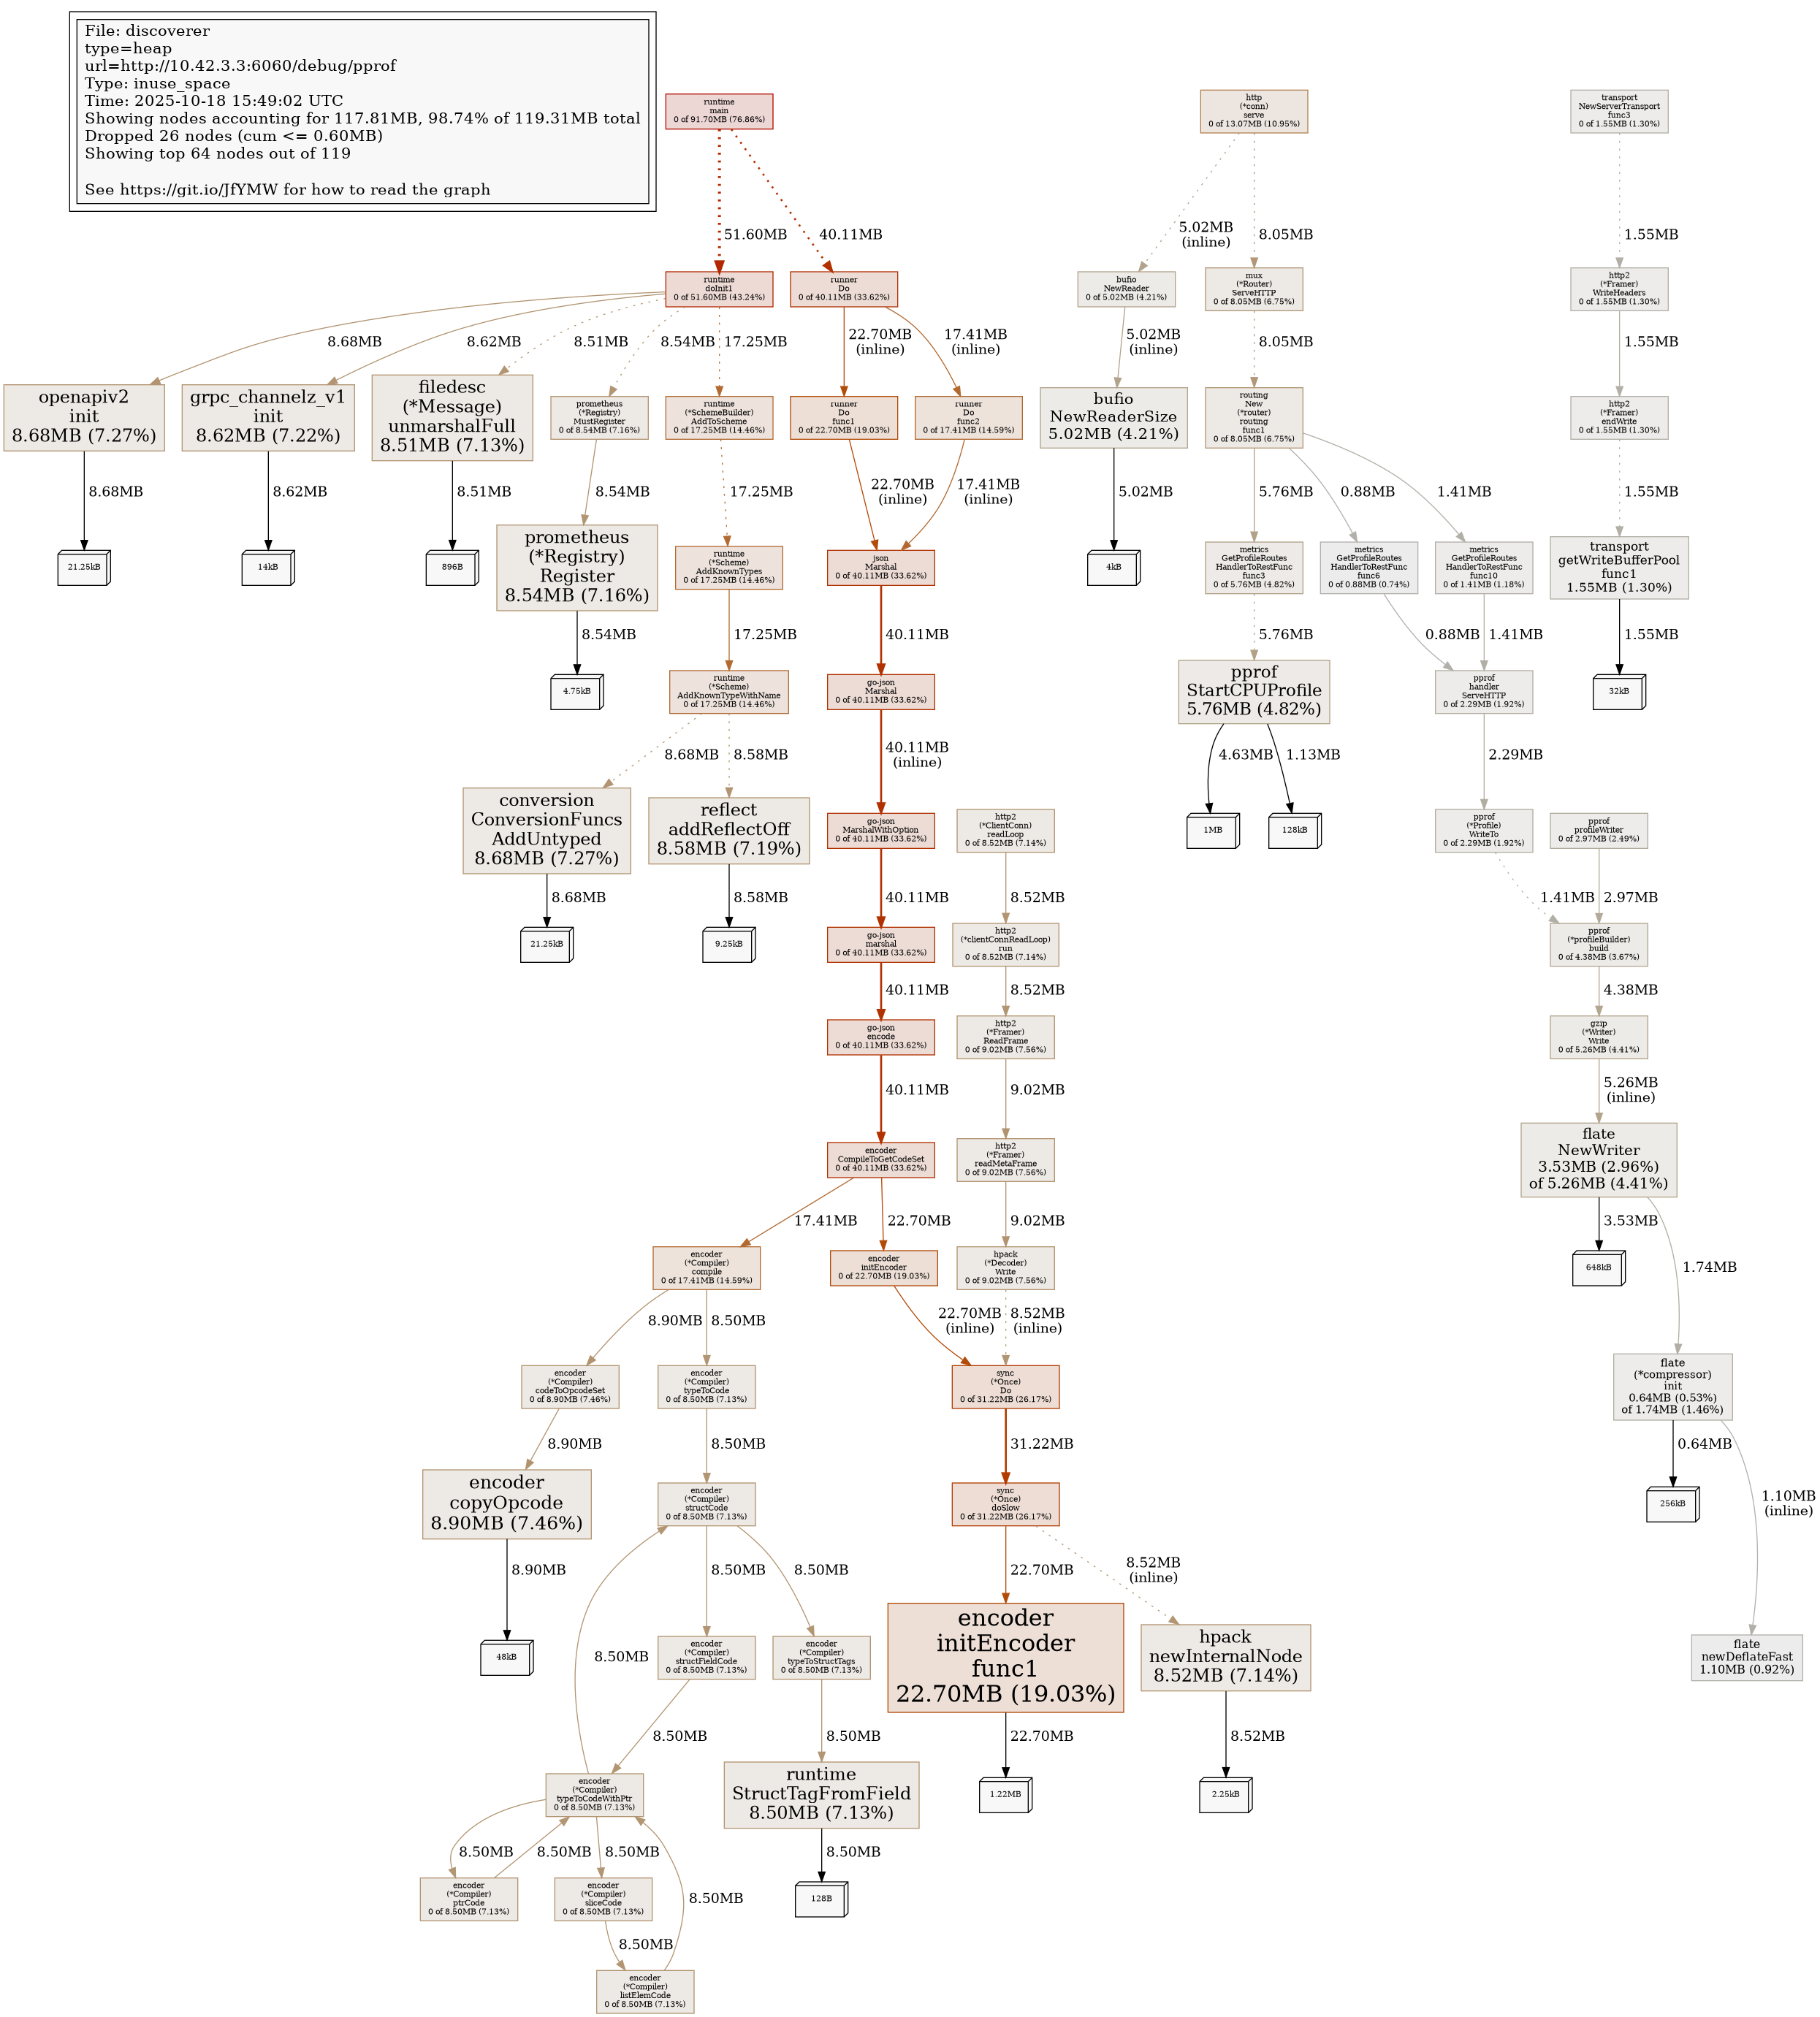 File: discoverer
type=heap
url=http://10.42.3.3:6060/debug/pprof
Type: inuse_space
Time: 2025-10-18 15:49:02 UTC
Showing nodes accounting for 117.81MB, 98.74% of 119.31MB total
Dropped 26 nodes (cum <= 0.60MB)
Showing top 64 nodes out of 119
See https://git.io/JfYMW for how to read the graph
runtime
main
0 of 91.70MB (76.86%)
http
(*conn)
serve
0 of 13.07MB (10.95%)
transport
NewServerTransport
func3
0 of 1.55MB (1.30%)
51.60MB
40.11MB
5.02MB
(inline)
8.05MB
1.55MB
runtime
doInit1
0 of 51.60MB (43.24%)
runner
Do
0 of 40.11MB (33.62%)
bufio
NewReader
0 of 5.02MB (4.21%)
mux
(*Router)
ServeHTTP
0 of 8.05MB (6.75%)
http2
(*Framer)
WriteHeaders
0 of 1.55MB (1.30%)
8.68MB
8.62MB
8.51MB
8.54MB
17.25MB
22.70MB
(inline)
17.41MB
(inline)
5.02MB
(inline)
8.05MB
1.55MB
openapiv2
init
8.68MB (7.27%)
grpc_channelz_v1
init
8.62MB (7.22%)
filedesc
(*Message)
unmarshalFull
8.51MB (7.13%)
prometheus
(*Registry)
MustRegister
0 of 8.54MB (7.16%)
runtime
(*SchemeBuilder)
AddToScheme
0 of 17.25MB (14.46%)
runner
Do
func1
0 of 22.70MB (19.03%)
runner
Do
func2
0 of 17.41MB (14.59%)
bufio
NewReaderSize
5.02MB (4.21%)
routing
New
(*router)
routing
func1
0 of 8.05MB (6.75%)
http2
(*Framer)
endWrite
0 of 1.55MB (1.30%)
8.68MB
8.62MB
8.51MB
8.54MB
17.25MB
22.70MB
(inline)
17.41MB
(inline)
5.02MB
5.76MB
0.88MB
1.41MB
1.55MB
21.25kB
14kB
896B
prometheus
(*Registry)
Register
8.54MB (7.16%)
runtime
(*Scheme)
AddKnownTypes
0 of 17.25MB (14.46%)
json
Marshal
0 of 40.11MB (33.62%)
4kB
metrics
GetProfileRoutes
HandlerToRestFunc
func3
0 of 5.76MB (4.82%)
metrics
GetProfileRoutes
HandlerToRestFunc
func6
0 of 0.88MB (0.74%)
metrics
GetProfileRoutes
HandlerToRestFunc
func10
0 of 1.41MB (1.18%)
transport
getWriteBufferPool
func1
1.55MB (1.30%)
8.54MB
17.25MB
40.11MB
5.76MB
0.88MB
1.41MB
1.55MB
4.75kB
runtime
(*Scheme)
AddKnownTypeWithName
0 of 17.25MB (14.46%)
go-json
Marshal
0 of 40.11MB (33.62%)
pprof
StartCPUProfile
5.76MB (4.82%)
pprof
handler
ServeHTTP
0 of 2.29MB (1.92%)
32kB
8.68MB
8.58MB
40.11MB
(inline)
4.63MB
1.13MB
2.29MB
conversion
ConversionFuncs
AddUntyped
8.68MB (7.27%)
reflect
addReflectOff
8.58MB (7.19%)
go-json
MarshalWithOption
0 of 40.11MB (33.62%)
http2
(*ClientConn)
readLoop
0 of 8.52MB (7.14%)
1MB
128kB
pprof
(*Profile)
WriteTo
0 of 2.29MB (1.92%)
pprof
profileWriter
0 of 2.97MB (2.49%)
8.68MB
8.58MB
40.11MB
8.52MB
1.41MB
2.97MB
21.25kB
9.25kB
go-json
marshal
0 of 40.11MB (33.62%)
http2
(*clientConnReadLoop)
run
0 of 8.52MB (7.14%)
pprof
(*profileBuilder)
build
0 of 4.38MB (3.67%)
40.11MB
8.52MB
4.38MB
go-json
encode
0 of 40.11MB (33.62%)
http2
(*Framer)
ReadFrame
0 of 9.02MB (7.56%)
gzip
(*Writer)
Write
0 of 5.26MB (4.41%)
40.11MB
9.02MB
5.26MB
(inline)
encoder
CompileToGetCodeSet
0 of 40.11MB (33.62%)
http2
(*Framer)
readMetaFrame
0 of 9.02MB (7.56%)
flate
NewWriter
3.53MB (2.96%)
of 5.26MB (4.41%)
17.41MB
22.70MB
9.02MB
3.53MB
1.74MB
encoder
(*Compiler)
compile
0 of 17.41MB (14.59%)
encoder
initEncoder
0 of 22.70MB (19.03%)
hpack
(*Decoder)
Write
0 of 9.02MB (7.56%)
648kB
8.90MB
8.50MB
22.70MB
(inline)
8.52MB
(inline)
encoder
(*Compiler)
codeToOpcodeSet
0 of 8.90MB (7.46%)
encoder
(*Compiler)
typeToCode
0 of 8.50MB (7.13%)
sync
(*Once)
Do
0 of 31.22MB (26.17%)
flate
(*compressor)
init
0.64MB (0.53%)
of 1.74MB (1.46%)
8.90MB
8.50MB
31.22MB
0.64MB
1.10MB
(inline)
encoder
copyOpcode
8.90MB (7.46%)
encoder
(*Compiler)
structCode
0 of 8.50MB (7.13%)
sync
(*Once)
doSlow
0 of 31.22MB (26.17%)
256kB
8.90MB
8.50MB
8.50MB
8.50MB
22.70MB
8.52MB
(inline)
48kB
encoder
(*Compiler)
structFieldCode
0 of 8.50MB (7.13%)
encoder
(*Compiler)
typeToStructTags
0 of 8.50MB (7.13%)
encoder
initEncoder
func1
22.70MB (19.03%)
hpack
newInternalNode
8.52MB (7.14%)
flate
newDeflateFast
1.10MB (0.92%)
8.50MB
8.50MB
22.70MB
8.52MB
encoder
(*Compiler)
typeToCodeWithPtr
0 of 8.50MB (7.13%)
runtime
StructTagFromField
8.50MB (7.13%)
1.22MB
2.25kB
8.50MB
8.50MB
8.50MB
8.50MB
8.50MB
encoder
(*Compiler)
ptrCode
0 of 8.50MB (7.13%)
encoder
(*Compiler)
sliceCode
0 of 8.50MB (7.13%)
128B
8.50MB
encoder
(*Compiler)
listElemCode
0 of 8.50MB (7.13%)